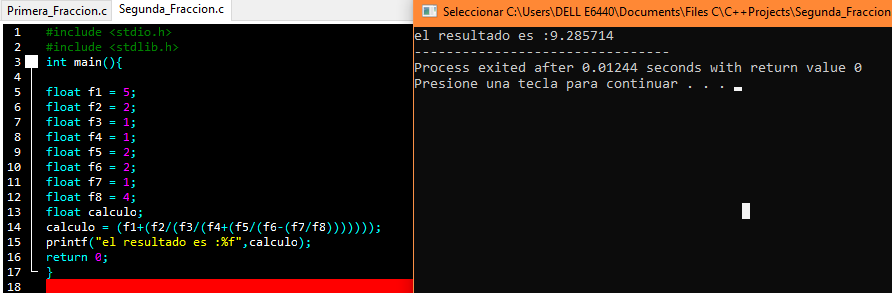 Primera_Fraccion.c Segunda_Fraccion.c
1 #include <stdio.h>
2 #include <stdlib.h>
3 int main(){
4
5 float f1 = 5;
6 float f2 = 2;
7 float f3 = 1;
8 float f4 = 1;
9 float f5 = 2;
10 float f6 = 2;
11 float f7 = 1;
12 float f8 = 4;
13 float calculo;
14 calculo = (f1+(f2/(f3/(f4+(f5/(f6-(f7/f8)))))));
15 printf("el resultado es :%f",calculo);
16 return 0;
17 }
18
Seleccionar C:\Users\DELL E6440\Documents\Files C\C++Projects\Segunda_Fraccion
el resultado es :9.285714
--------------------------------
Process exited after 0.01244 seconds with return value 0
Presione una tecla para continuar . . .